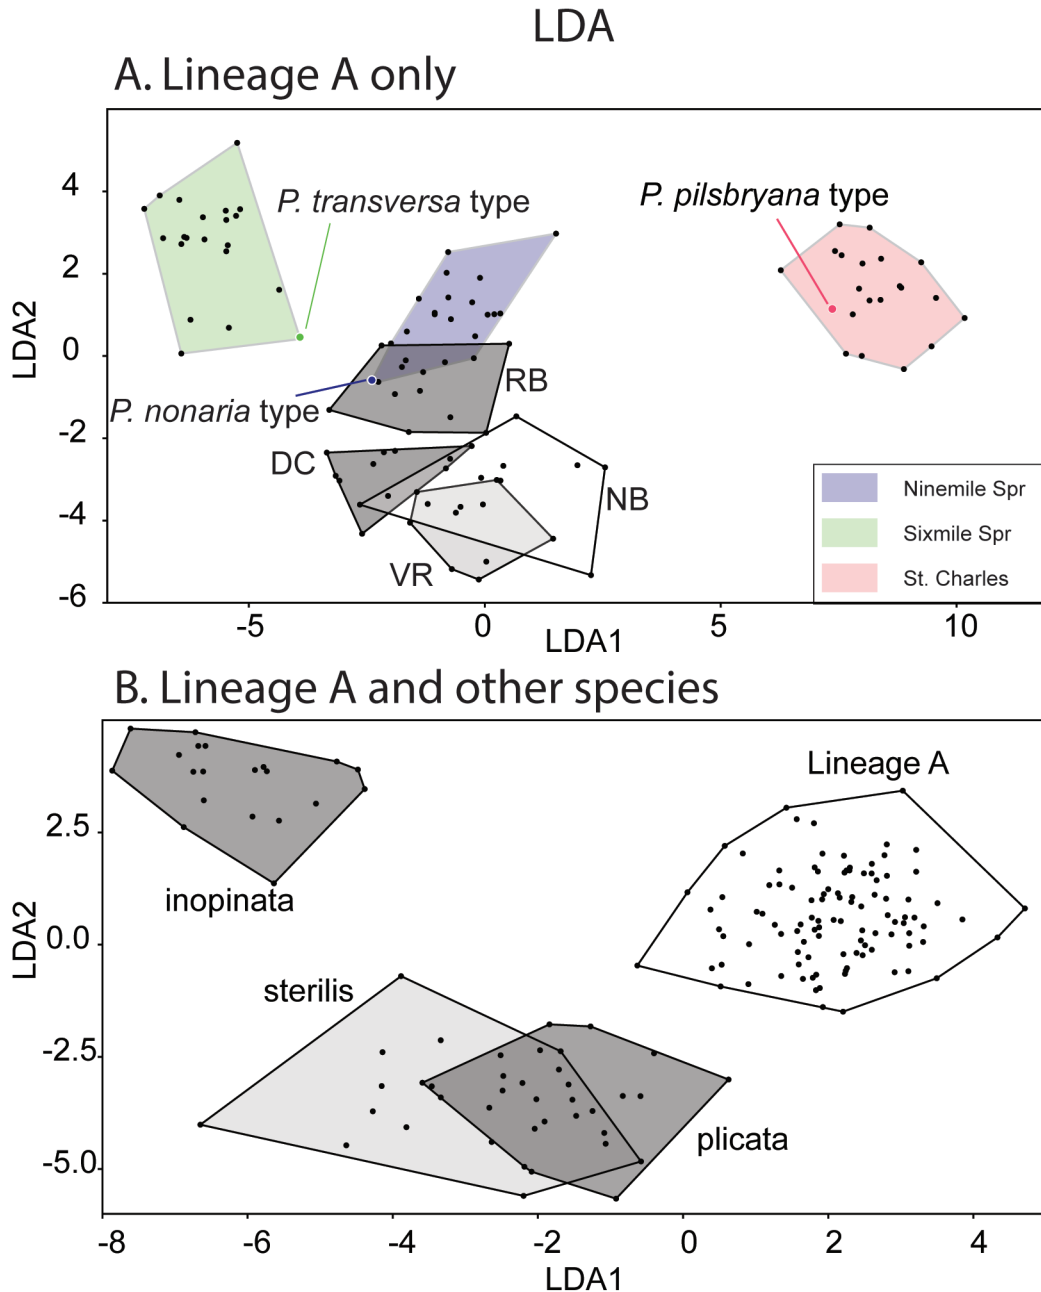 LDA
A. Lineage A only
4
P. transversa type
P. pilsbryana type
2
LDA2
0
RB
P. nonaria type
-2
DC
NB
-4
VR
-6
Ninemile Spr
Sixmile Spr
St. Charles
-5 0 5 10
LDA1
B. Lineage A and other species
Lineage A
2.5
inopinata
LDA2
0.0
sterilis
-2.5
plicata
-5.0
-8 -6 -4 -2 0 2 4
LDA1